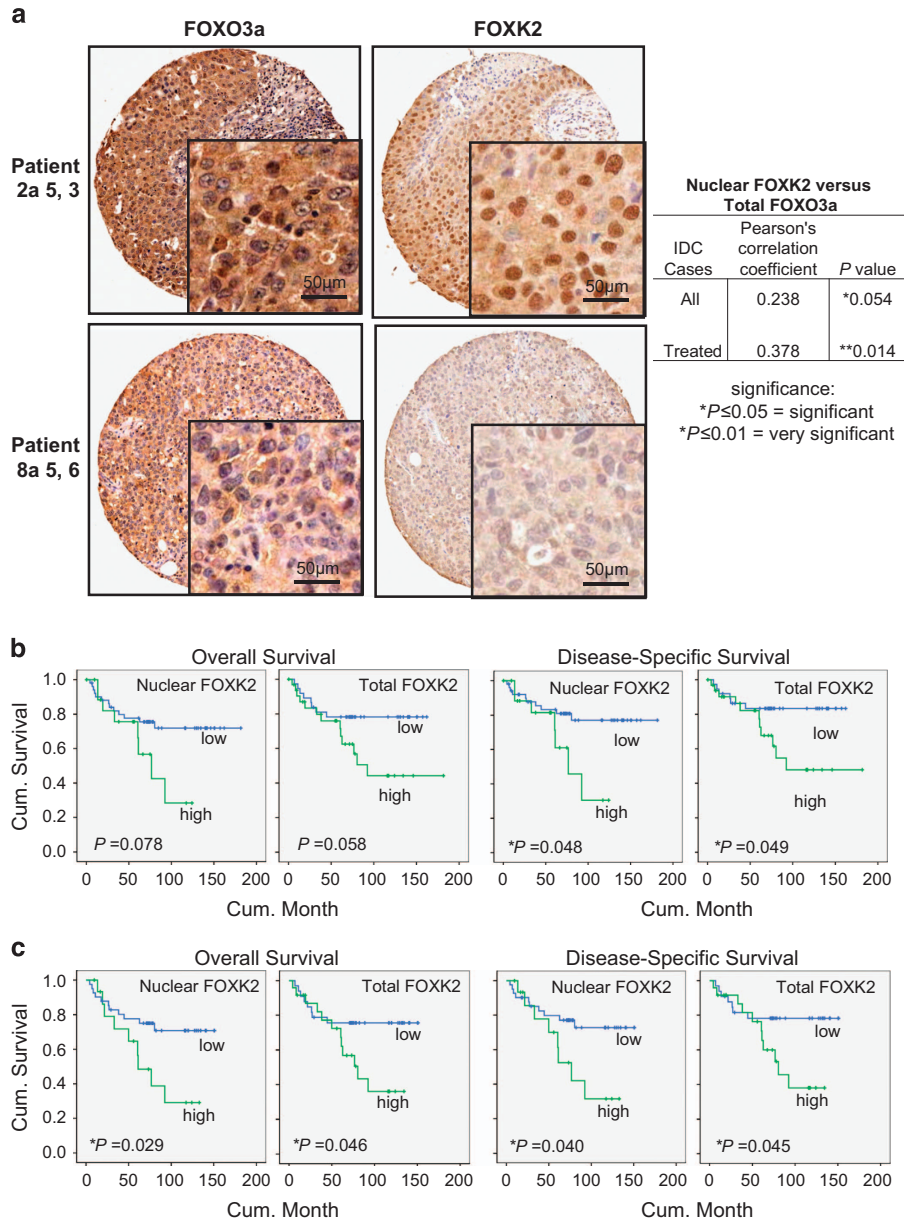 a
FOXO3a
FOXK2
Patient
2a 5, 3
50µm
50µm
Patient
8a 5, 6
50µm
50µm
Nuclear FOXK2 versus
Total FOXO3a
IDC
Cases
Pearson's
correlation
coefficient
P value
All
0.238
*0.054
Treated
0.378
**0.014
significance:
*P≤0.05 = significant
*P≤0.01 = very significant
b
Overall Survival
Disease-Specific Survival
Cum. Survival
1.0
0.8
0.6
0.4
0.2
0.0
Nuclear FOXK2
low
high
P =0.078
0 50 100 150 200
Total FOXK2
low
high
P =0.058
0 50 100 150 200
Cum. Month
Nuclear FOXK2
low
high
*P =0.048
0 50 100 150 200
Total FOXK2
low
high
*P =0.049
0 50 100 150 200
Cum. Month
c
Overall Survival
Disease-Specific Survival
Cum. Survival
1.0
0.8
0.6
0.4
0.2
0.0
Nuclear FOXK2
low
high
*P =0.029
0 50 100 150 200
Total FOXK2
low
high
*P =0.046
0 50 100 150 200
Cum. Month
Nuclear FOXK2
low
high
*P =0.040
0 50 100 150 200
Total FOXK2
low
high
*P =0.045
0 50 100 150 200
Cum. Month